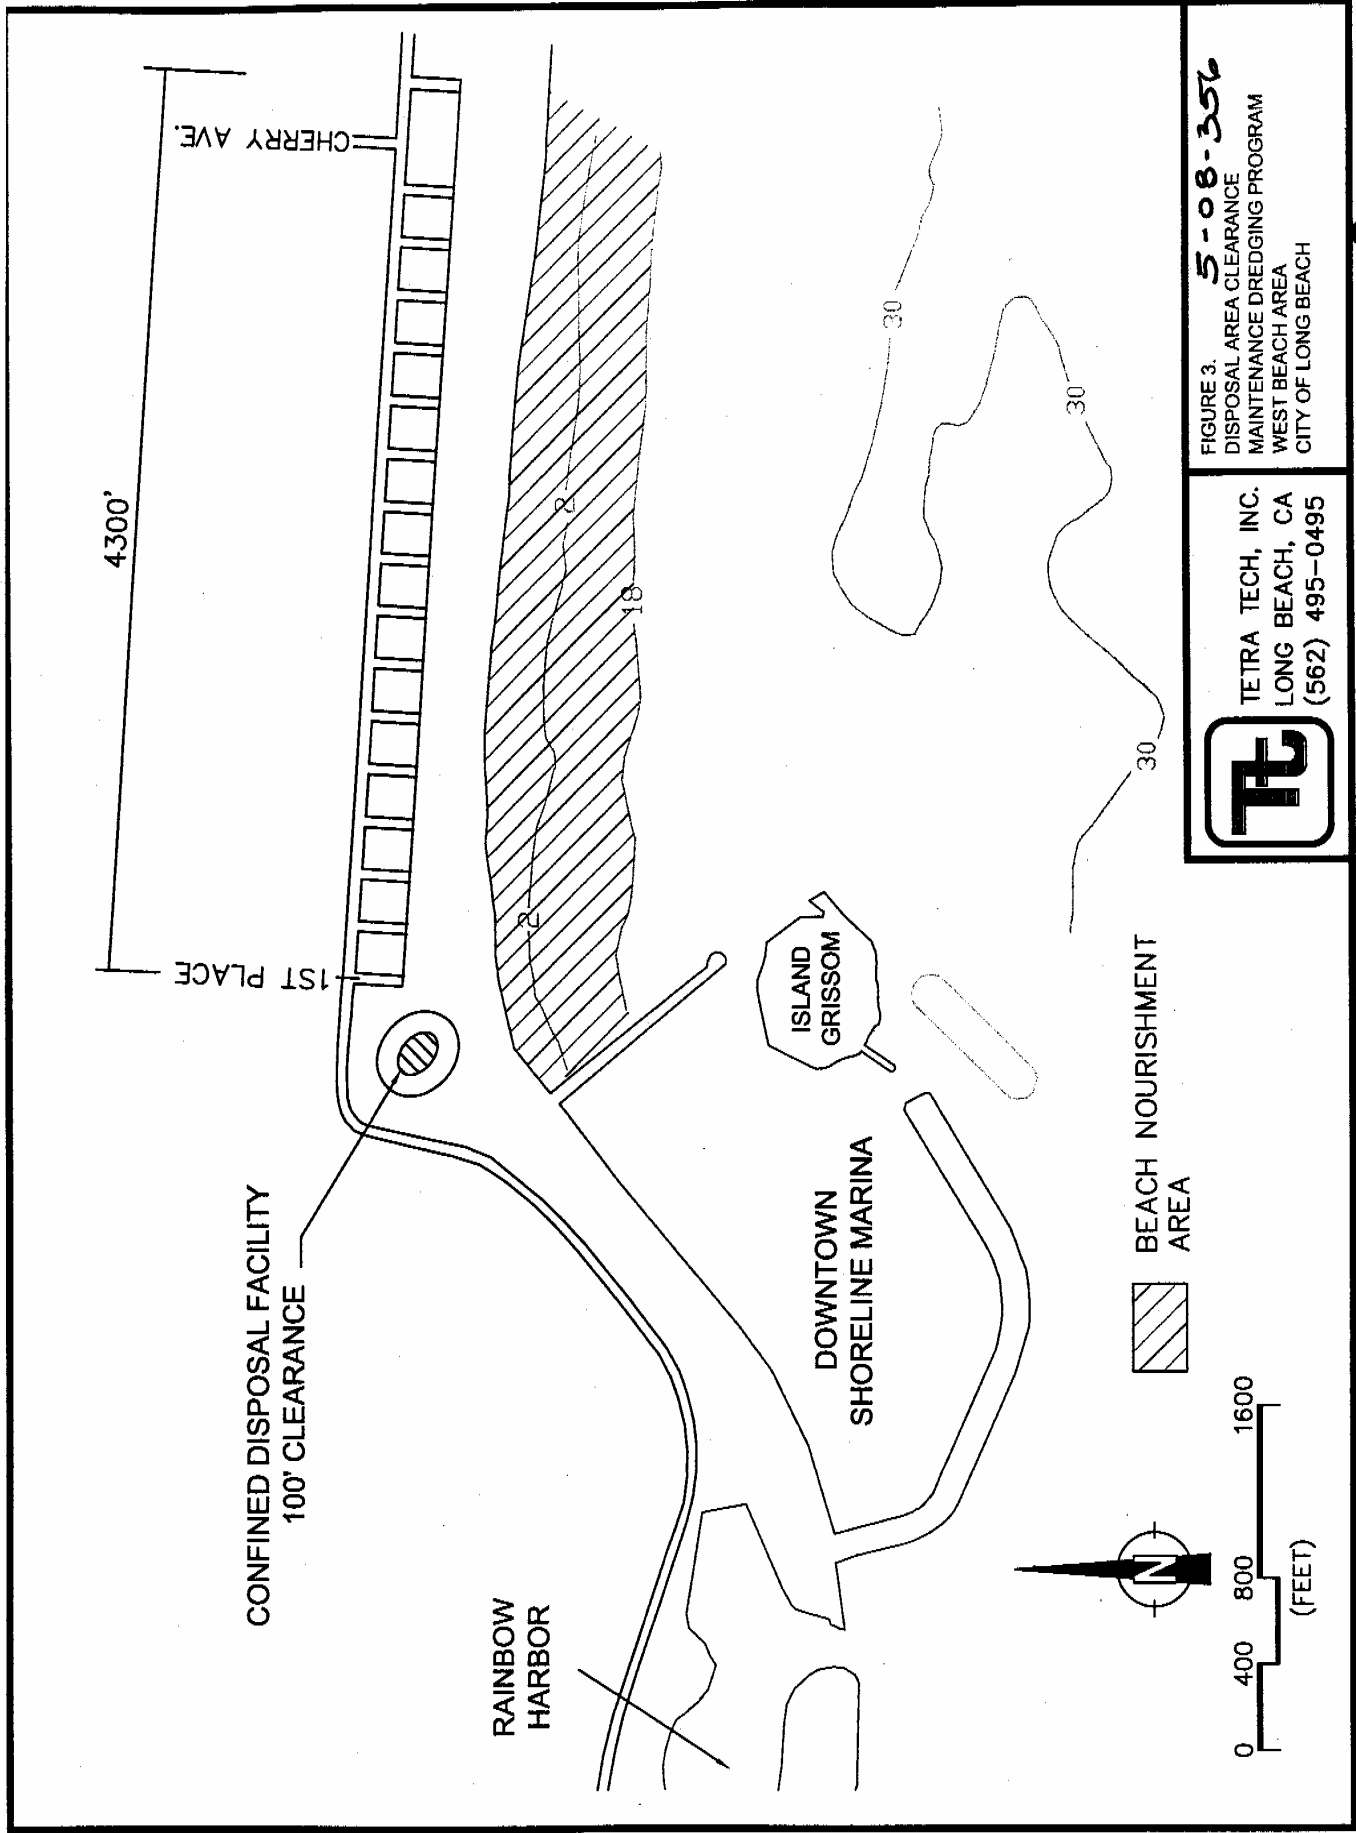 4300'
1ST PLACE
CHERRY AVE.
CONFINED DISPOSAL FACILITY
100' CLEARANCE
RAINBOW
HARBOR
2
2
18
ISLAND
GRISSOM
DOWNTOWN
SHORELINE MARINA
30
30
30
BEACH NOURISHMENT
AREA
N
0 400 800 1600
(FEET)
Tt
TETRA TECH, INC.
LONG BEACH, CA
(562) 495-0495
FIGURE 3. 5-08-356
DISPOSAL AREA CLEARANCE
MAINTENANCE DREDGING PROGRAM
WEST BEACH AREA
CITY OF LONG BEACH